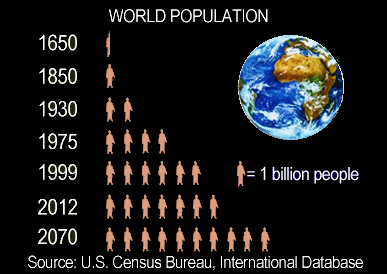 WORLD POPULATION
1650
1850
1930
1975
1999
= 1 billion people
2012
2070
Source: U.S. Census Bureau, International Database